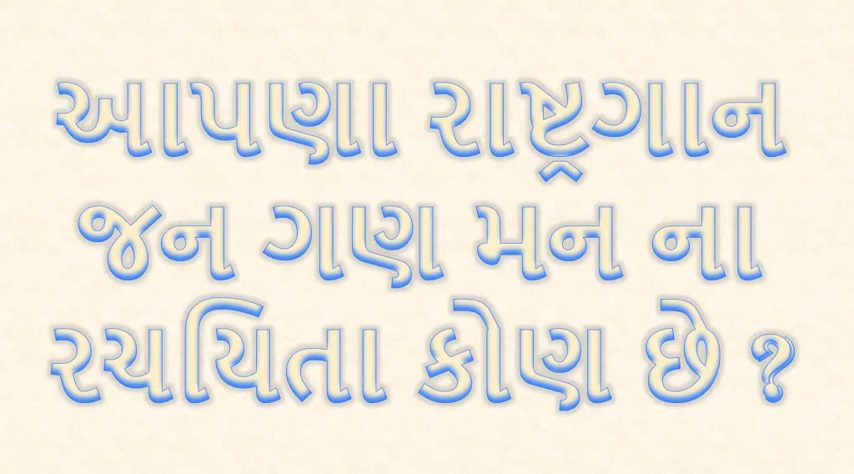 આપણા રાષ્ટ્રગાન
જન ગણ મન ના
રચયિતા કોણ છે ?